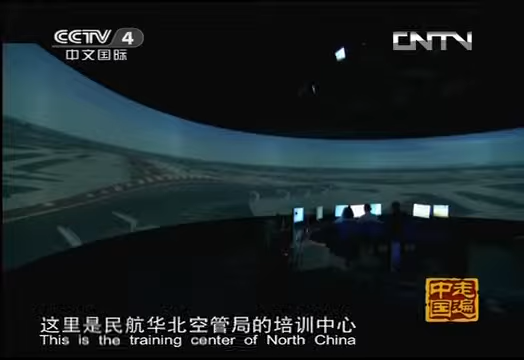 CCTV 4
中文国际
CNTV
走遍
中国
这里是民航华北空管局的培训中心
This is the training center of North China